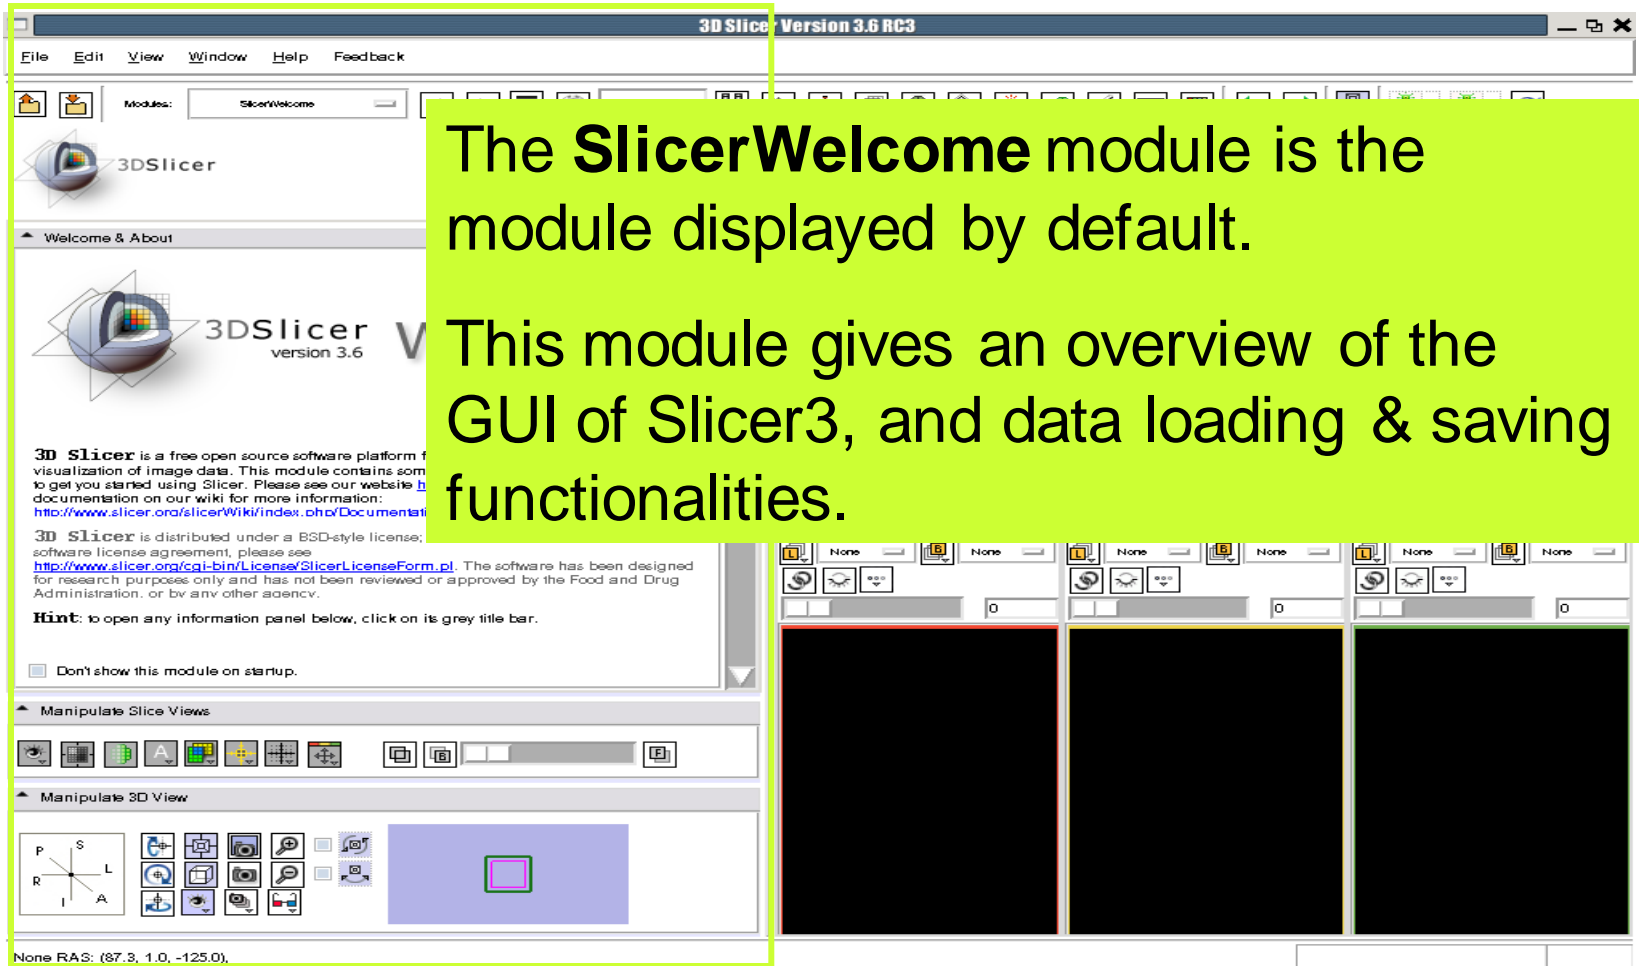 3D Slicer Version 3.6 RC3
File Edit View Window Help Feedback
Modules: SlicerWelcome
3DSlicer
The SlicerWelcome module is the
module displayed by default.
This module gives an overview of the
GUI of Slicer3, and data loading & saving
functionalities.
Welcome & About
3DSlicer W
version 3.6
3D Slicer is a free open source software platform f
visualization of image data. This module contains som
to get you started using Slicer. Please see our website h
documentation on our wiki for more information:
http://www.slicer.org/slicerWiki/index.php/Documentati
3D Slicer is distributed under a BSD-style license;
software license agreement, please see
http://www.slicer.org/cgi-bin/License/SlicerLicenseForm.pl. The software has been designed
for research purposes only and has not been reviewed or approved by the Food and Drug
Administration, or by any other agency.
Hint: to open any information panel below, click on its grey title bar.
Don't show this module on startup.
L None B None L None B None L None B None
0 0 0
Manipulate Slice Views
A B F
Manipulate 3D View
P S
R L
I A
None RAS: (87.3, 1.0, -125.0),